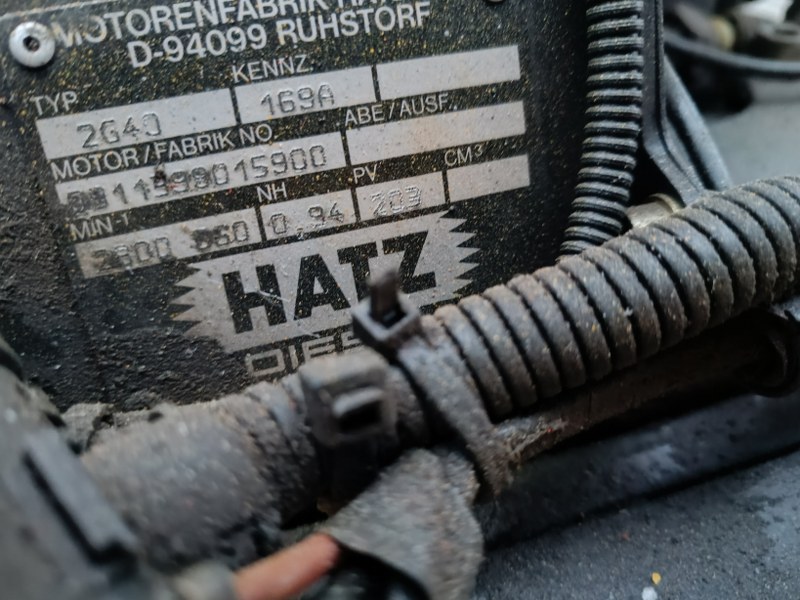 MOTORENFABRIK
D-94099 RUHSTORF
TYP KENNZ.
2G40 169A
MOTOR/FABRIK NO. ABE/AUSF.
MIN-1 NH PV CM³
0,94 203
HATZ